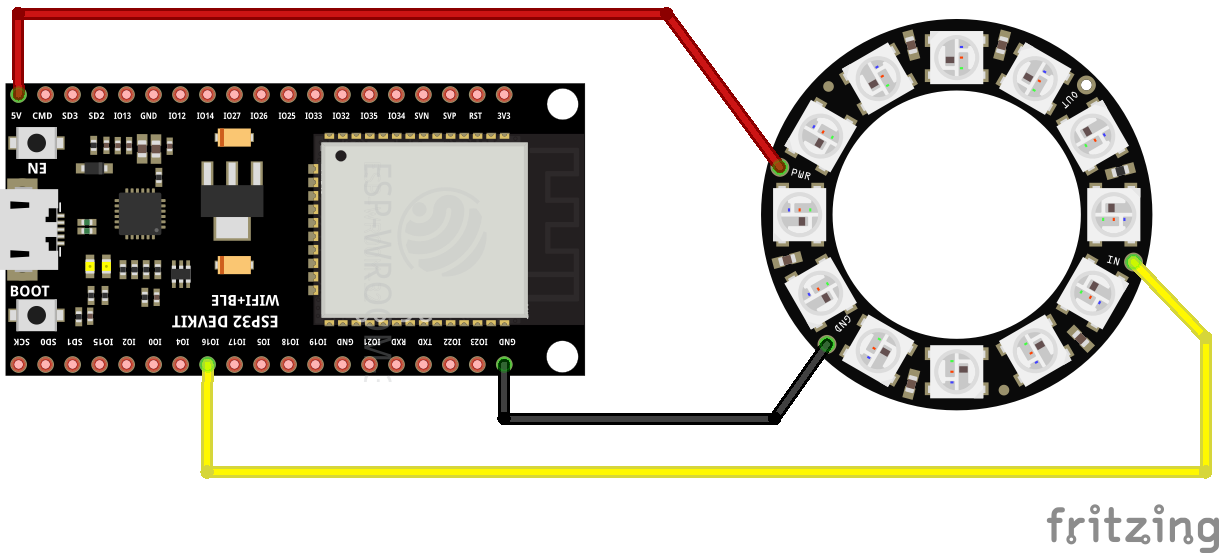 5V CMD SD3 SD2 IO13 GND IO12 IO14 IO27 IO26 IO25 IO33 IO32 IO35 IO34 SVN SVP RST 3V3
EN
PWR
OUT
ESP-WROOM
IN
BOOT
WIFI+BLE
ESP32 DEVKIT
GND
SCK SD0 SD1 IO15 IO2 IO0 IO4 IO16 IO17 IO5 IO18 IO19 GND IO21 RXD TXD IO22 IO23 GND
fritzing